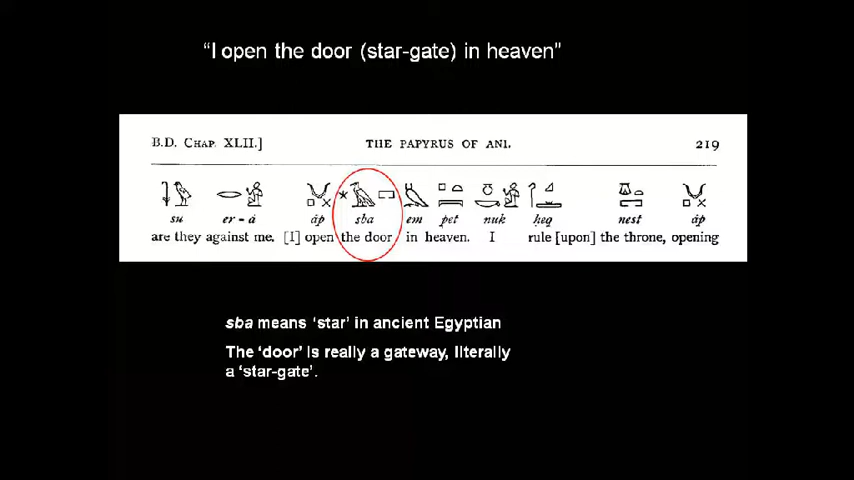 “I open the door (star-gate) in heaven”
B.D. CHAP. XLII.] THE PAPYRUS OF ANI. 219
su er - ȧ āp sba em pet nuk ḥeq nest āp
are they against me. [I] open the door in heaven. I rule [upon] the throne, opening
sba means ‘star’ in ancient Egyptian
The ‘door’ is really a gateway, literally
a ‘star-gate’.